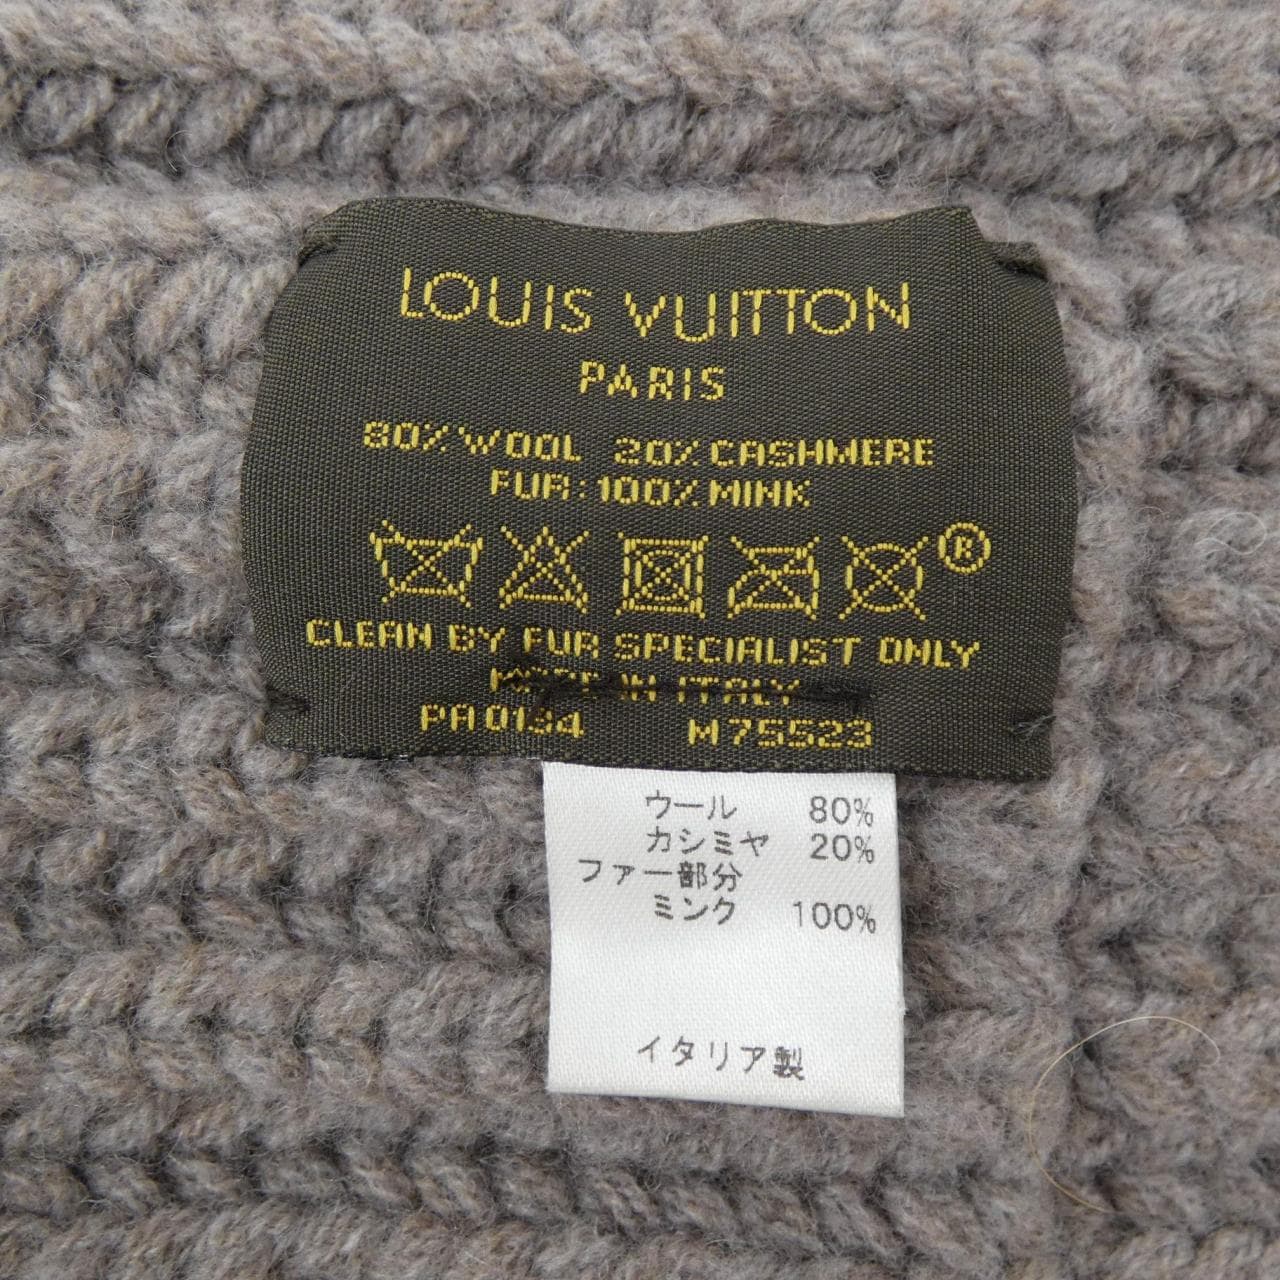 LOUIS VUITTON
PARIS
80% WOOL 20% CASHMERE
FUR: 100% MINK
®
CLEAN BY FUR SPECIALIST ONLY
MADE IN ITALY
PA0134 M75523
ウール 80%
カシミヤ 20%
ファー部分
ミンク 100%
イタリア製